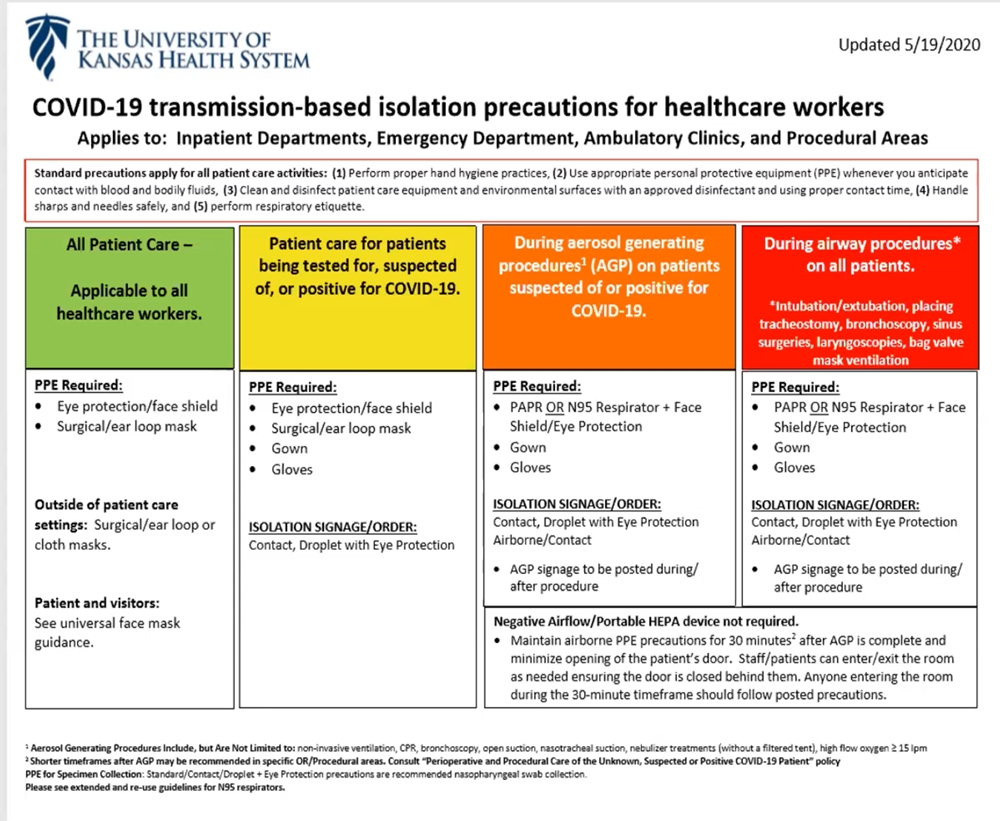 THE UNIVERSITY OF
KANSAS HEALTH SYSTEM
Updated 5/19/2020
COVID-19 transmission-based isolation precautions for healthcare workers
Applies to: Inpatient Departments, Emergency Department, Ambulatory Clinics, and Procedural Areas
Standard precautions apply for all patient care activities: (1) Perform proper hand hygiene practices, (2) Use appropriate personal protective equipment (PPE) whenever you anticipate
contact with blood and bodily fluids, (3) Clean and disinfect patient care equipment and environmental surfaces with an approved disinfectant and using proper contact time, (4) Handle
sharps and needles safely, and (5) perform respiratory etiquette.
All Patient Care –
Applicable to all
healthcare workers.
PPE Required:
• Eye protection/face shield
• Surgical/ear loop mask
Outside of patient care
settings: Surgical/ear loop or
cloth masks.
Patient and visitors:
See universal face mask
guidance.
Patient care for patients
being tested for, suspected
of, or positive for COVID-19.
PPE Required:
• Eye protection/face shield
• Surgical/ear loop mask
• Gown
• Gloves
ISOLATION SIGNAGE/ORDER:
Contact, Droplet with Eye Protection
During aerosol generating
procedures¹ (AGP) on patients
suspected of or positive for
COVID-19.
PPE Required:
• PAPR OR N95 Respirator + Face
Shield/Eye Protection
• Gown
• Gloves
ISOLATION SIGNAGE/ORDER:
Contact, Droplet with Eye Protection
Airborne/Contact
• AGP signage to be posted during/
after procedure
During airway procedures*
on all patients.
*Intubation/extubation, placing
tracheostomy, bronchoscopy, sinus
surgeries, laryngoscopies, bag valve
mask ventilation
PPE Required:
• PAPR OR N95 Respirator + Face
Shield/Eye Protection
• Gown
• Gloves
ISOLATION SIGNAGE/ORDER:
Contact, Droplet with Eye Protection
Airborne/Contact
• AGP signage to be posted during/
after procedure
Negative Airflow/Portable HEPA device not required.
• Maintain airborne PPE precautions for 30 minutes² after AGP is complete and
minimize opening of the patient's door. Staff/patients can enter/exit the room
as needed ensuring the door is closed behind them. Anyone entering the room
during the 30-minute timeframe should follow posted precautions.
¹ Aerosol Generating Procedures Include, but Are Not Limited to: non-invasive ventilation, CPR, bronchoscopy, open suction, nasotracheal suction, nebulizer treatments (without a filtered tent), high flow oxygen ≥ 15 lpm
² Shorter timeframes after AGP may be recommended in specific OR/Procedural areas. Consult "Perioperative and Procedural Care of the Unknown, Suspected or Positive COVID-19 Patient" policy
PPE for Specimen Collection: Standard/Contact/Droplet + Eye Protection precautions are recommended nasopharyngeal swab collection.
Please see extended and re-use guidelines for N95 respirators.